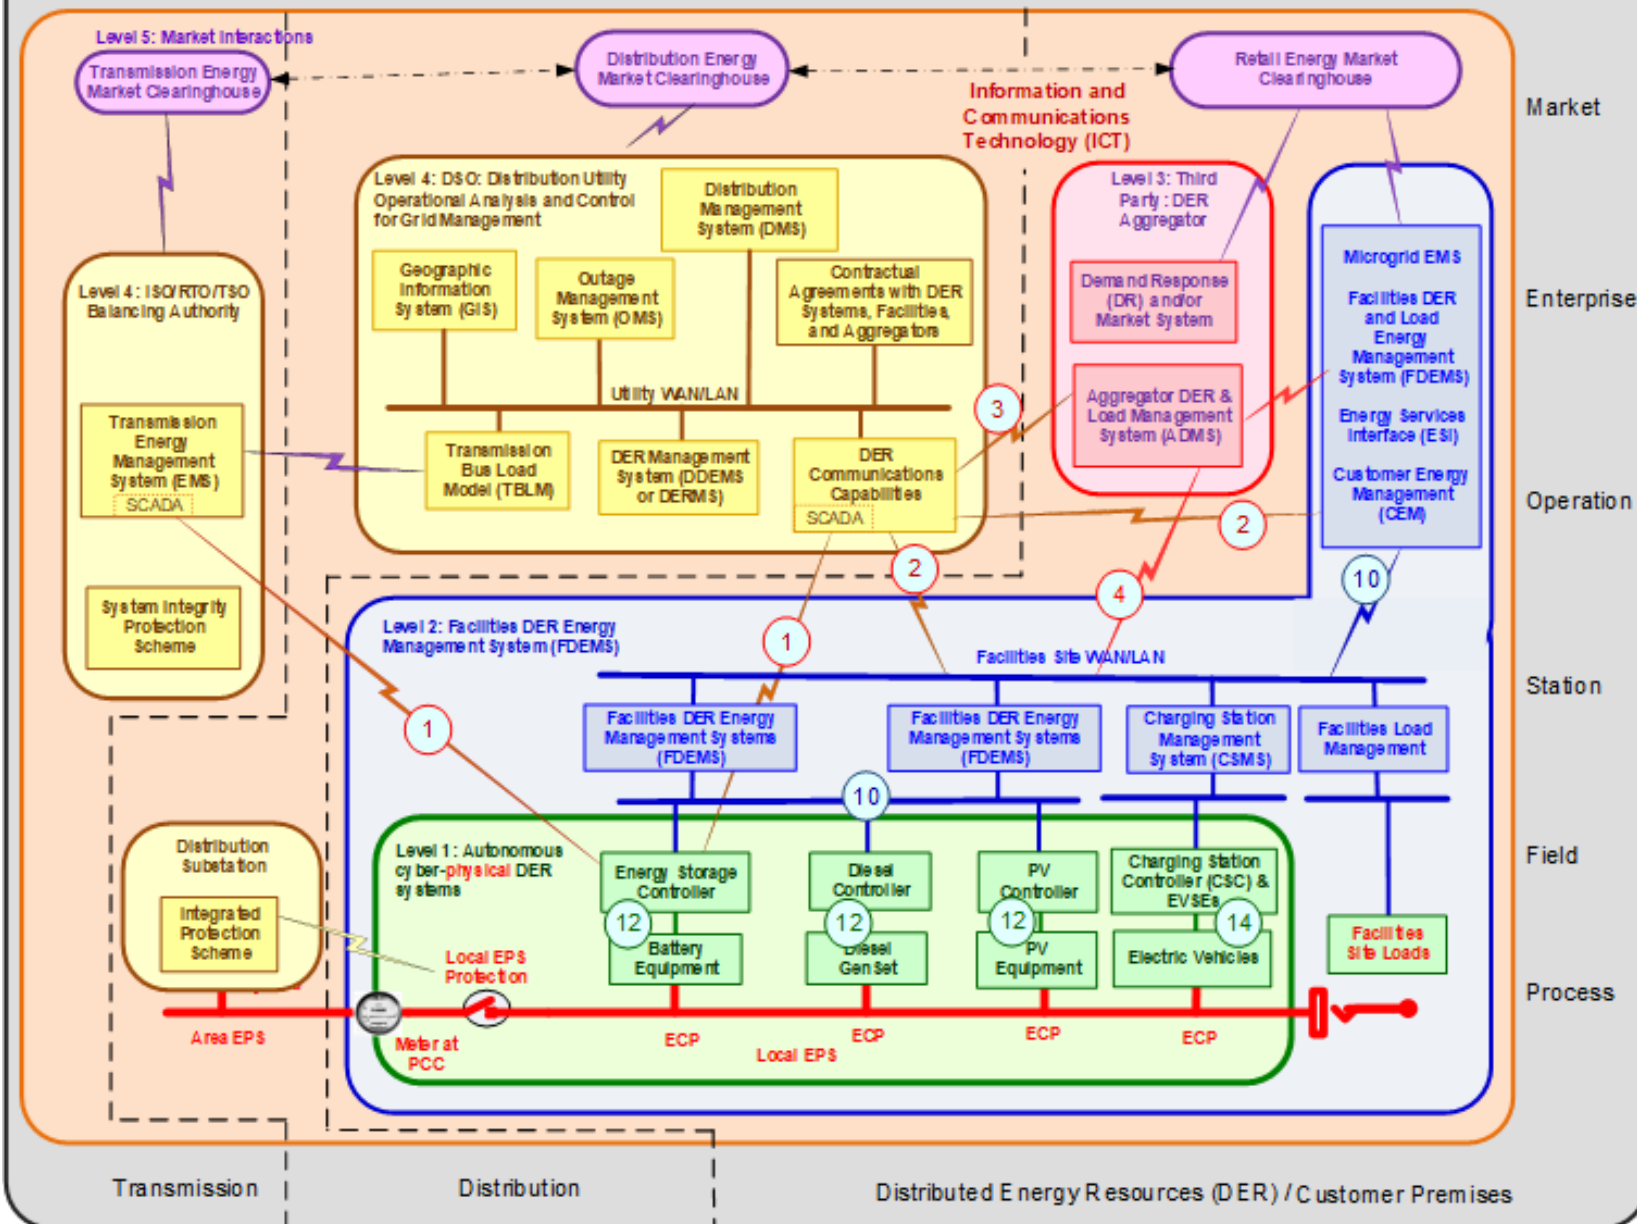 Level 5: Market Interactions
Transmission Energy
Market Clearinghouse
Distribution Energy
Market Clearinghouse
Retail Energy Market
Clearinghouse
Information and
Communications
Technology (ICT)
Market
Level 4: DSO: Distribution Utility
Operational Analysis and Control
for Grid Management
Distribution
Management
System (DMS)
Geographic
Information
System (GIS)
Outage
Management
System (OMS)
Contractual
Agreements with DER
Systems, Facilities,
and Aggregators
Utility WAN/LAN
Transmission
Bus Load
Model (TBLM)
DER Management
System (DDEMS
or DERMS)
DER
Communications
Capabilities
SCADA
Level 4: ISO/RTO/TSO
Balancing Authority
Transmission
Energy
Management
System (EMS)
SCADA
System Integrity
Protection
Scheme
Level 3: Third
Party: DER
Aggregator
Demand Response
(DR) and/or
Market System
Aggregator DER &
Load Management
System (ADMS)
Microgrid EMS
Facilities DER
and Load
Energy
Management
System (FDEMS)
Energy Services
Interface (ESI)
Customer Energy
Management
(CEM)
Enterprise
Operation
3
2
2
10
4
1
1
Level 2: Facilities DER Energy
Management System (FDEMS)
Facilities Site WAN/LAN
Station
Facilities DER Energy
Management Systems
(FDEMS)
Facilities DER Energy
Management Systems
(FDEMS)
Charging Station
Management
System (CSMS)
Facilities Load
Management
10
Distribution
Substation
Integrated
Protection
Scheme
Level 1: Autonomous
cyber-physical DER
systems
Energy Storage
Controller
Diesel
Controller
PV
Controller
Charging Station
Controller (CSC) &
EVSEs
Field
12
12
12
14
Battery
Equipment
Diesel
GenSet
PV
Equipment
Electric Vehicles
Facilities
Site Loads
Local EPS
Protection
Process
Area EPS
Meter at
PCC
ECP
Local EPS
ECP
ECP
ECP
Transmission
Distribution
Distributed Energy Resources (DER) / Customer Premises